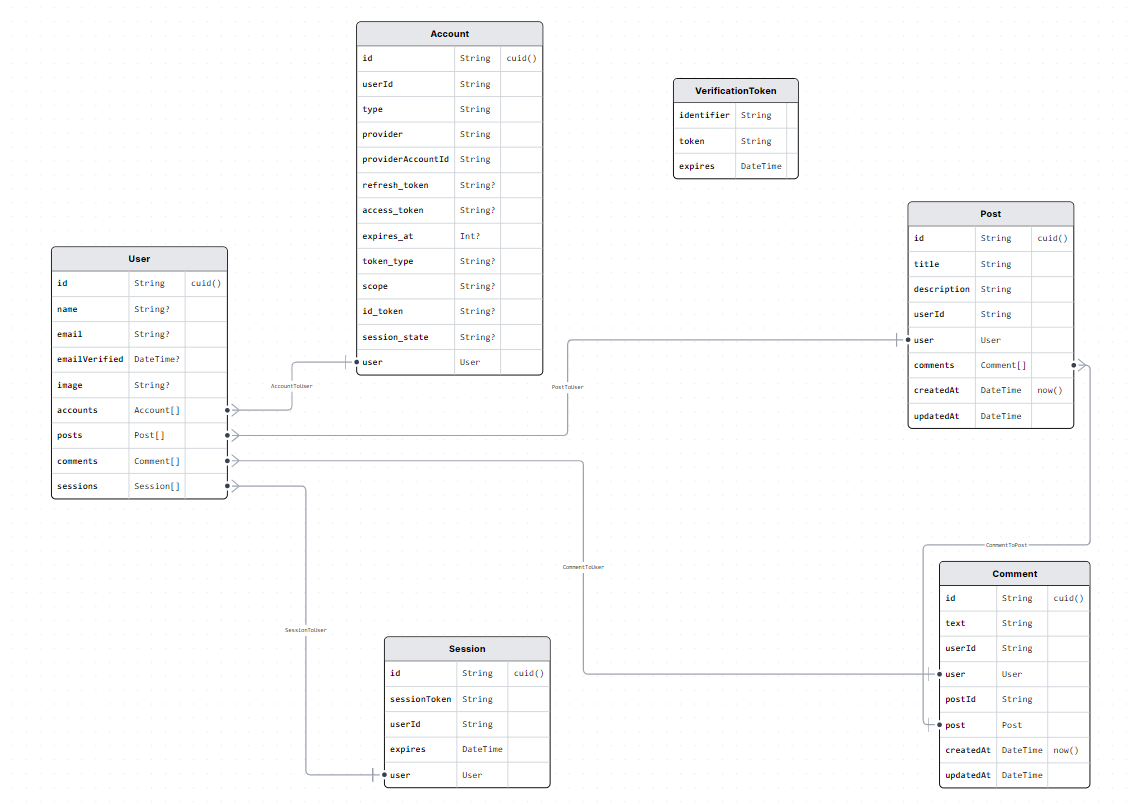 Account
id String cuid()
userId String
type String
provider String
providerAccountId String
refresh_token String?
access_token String?
expires_at Int?
token_type String?
scope String?
id_token String?
session_state String?
user User
VerificationToken
identifier String
token String
expires DateTime
Post
id String cuid()
title String
description String
userId String
user User
comments Comment[]
createdAt DateTime now()
updatedAt DateTime
User
id String cuid()
name String?
email String?
emailVerified DateTime?
image String?
accounts Account[]
posts Post[]
comments Comment[]
sessions Session[]
AccountToUser
PostToUser
CommentToPost
CommentToUser
SessionToUser
Comment
id String cuid()
text String
userId String
user User
postId String
post Post
createdAt DateTime now()
updatedAt DateTime
Session
id String cuid()
sessionToken String
userId String
expires DateTime
user User